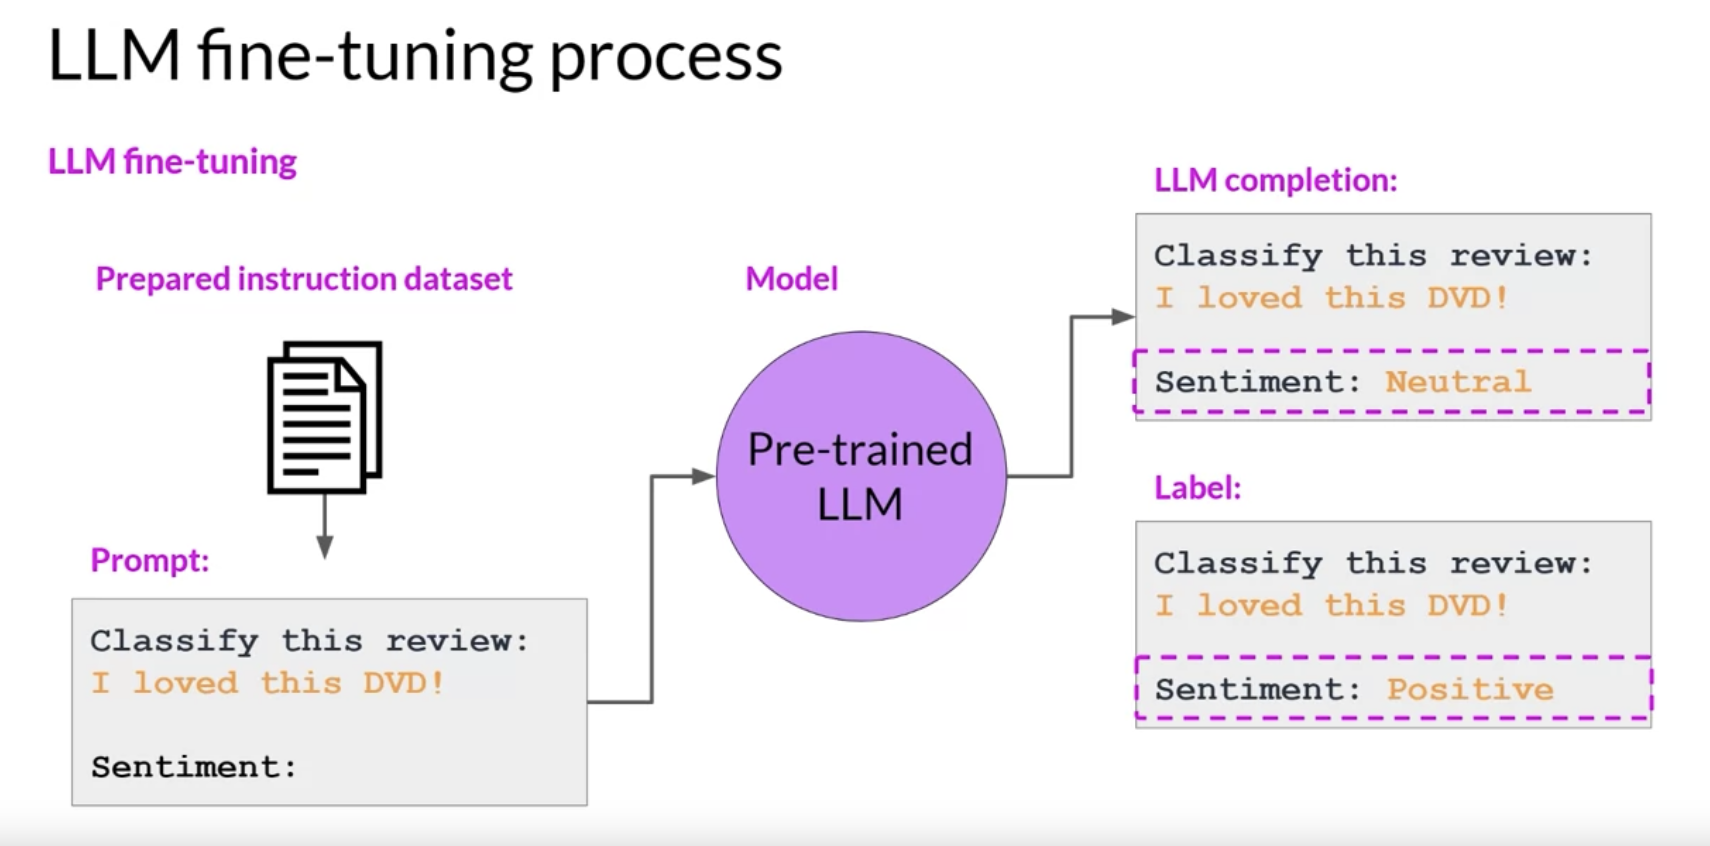 LLM fine-tuning process
LLM fine-tuning
Prepared instruction dataset
Prompt:
Classify this review:
I loved this DVD!
Sentiment:
Model
Pre-trained
LLM
LLM completion:
Classify this review:
I loved this DVD!
Sentiment: Neutral
Label:
Classify this review:
I loved this DVD!
Sentiment: Positive